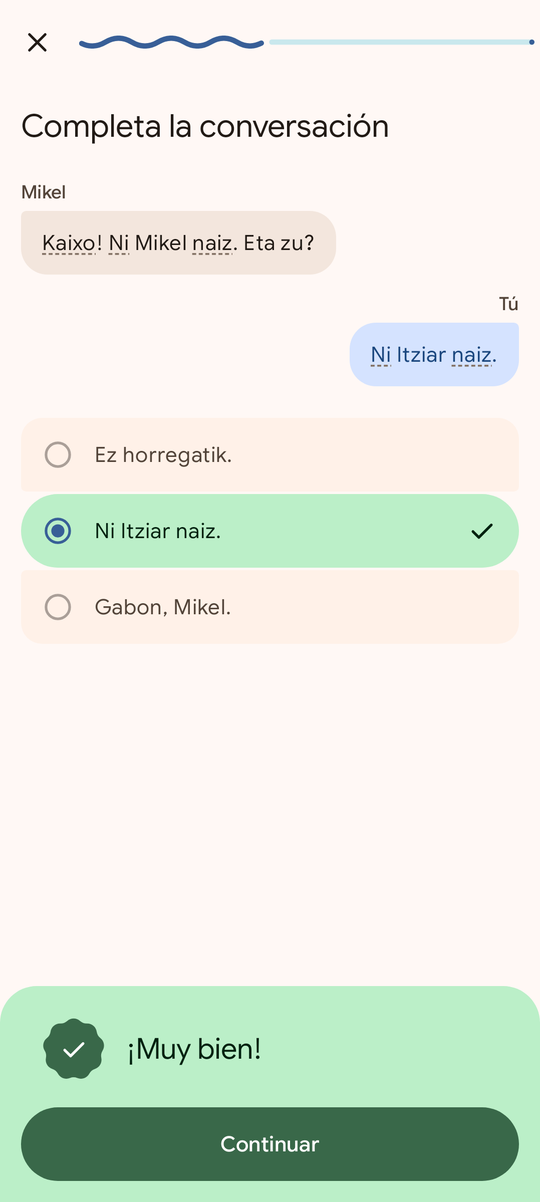 Completa la conversación
Mikel
Kaixo! Ni Mikel naiz. Eta zu?
Tú
Ni Itziar naiz.
Ez horregatik.
Ni Itziar naiz.
Gabon, Mikel.
¡Muy bien!
Continuar